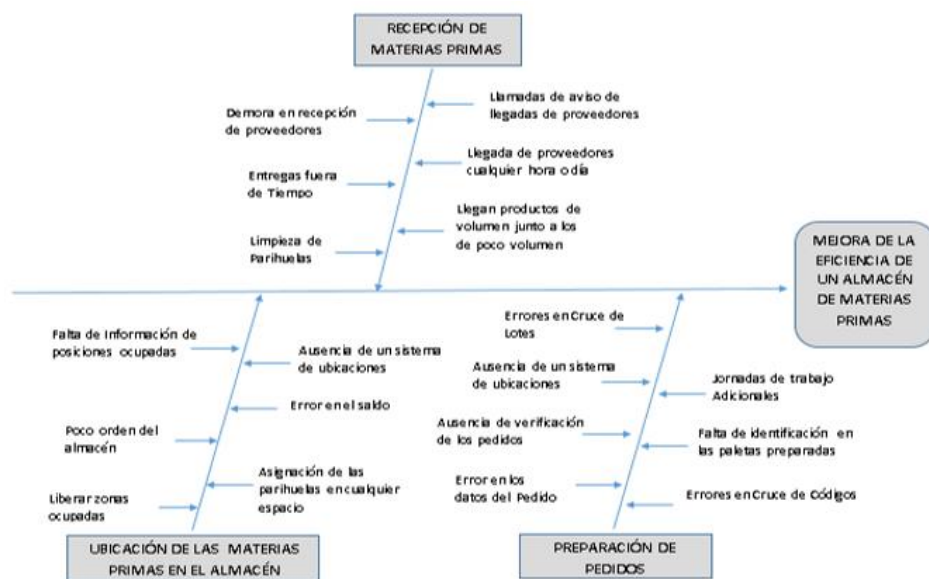 RECEPCIÓN DE
MATERIAS PRIMAS
Demora en recepción
de proveedores
Llamadas de aviso de
llegadas de proveedores
Entregas fuera
de Tiempo
Llegada de proveedores
cualquier hora o día
Limpieza de
Parihuelas
Llegan productos de
volumen junto a los
de poco volumen
MEJORA DE LA
EFICIENCIA DE
UN ALMACÉN
DE MATERIAS
PRIMAS
Falta de Información de
posiciones ocupadas
Ausencia de un sistema
de ubicaciones
Error en el saldo
Poco orden del
almacén
Asignación de las
parihuelas en cualquier
espacio
Liberar zonas
ocupadas
UBICACIÓN DE LAS MATERIAS
PRIMAS EN EL ALMACÉN
Errores en Cruce de
Lotes
Ausencia de un sistema
de ubicaciones
Jornadas de trabajo
Adicionales
Ausencia de verificación
de los pedidos
Falta de identificación en
las paletas preparadas
Error en los
datos del Pedido
Errores en Cruce de Códigos
PREPARACIÓN DE
PEDIDOS